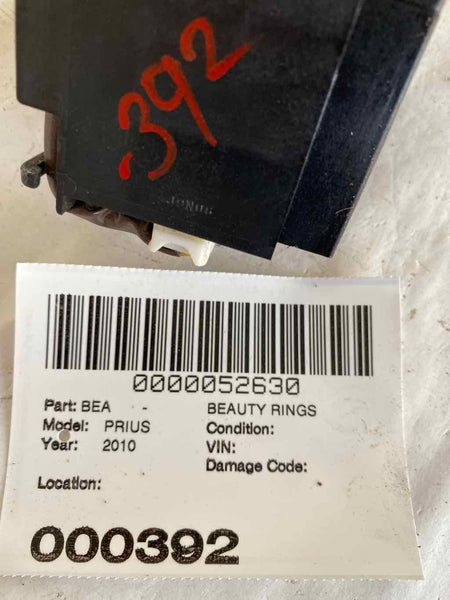 392
0000052630
Part: BEA - BEAUTY RINGS
Model: PRIUS Condition:
Year: 2010 VIN:
Damage Code:
Location:
000392